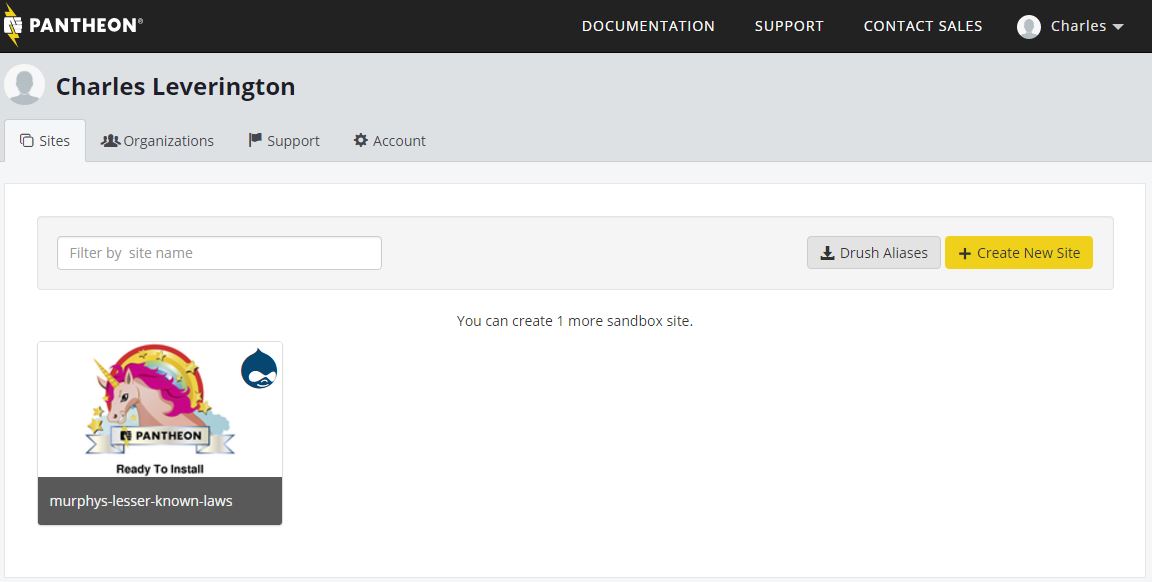 PANTHEON®
DOCUMENTATION
SUPPORT
CONTACT SALES
Charles
Charles Leverington
Sites
Organizations
Support
Account
Filter by site name
Drush Aliases
Create New Site
You can create 1 more sandbox site.
PANTHEON
Ready To Install
murphys-lesser-known-laws